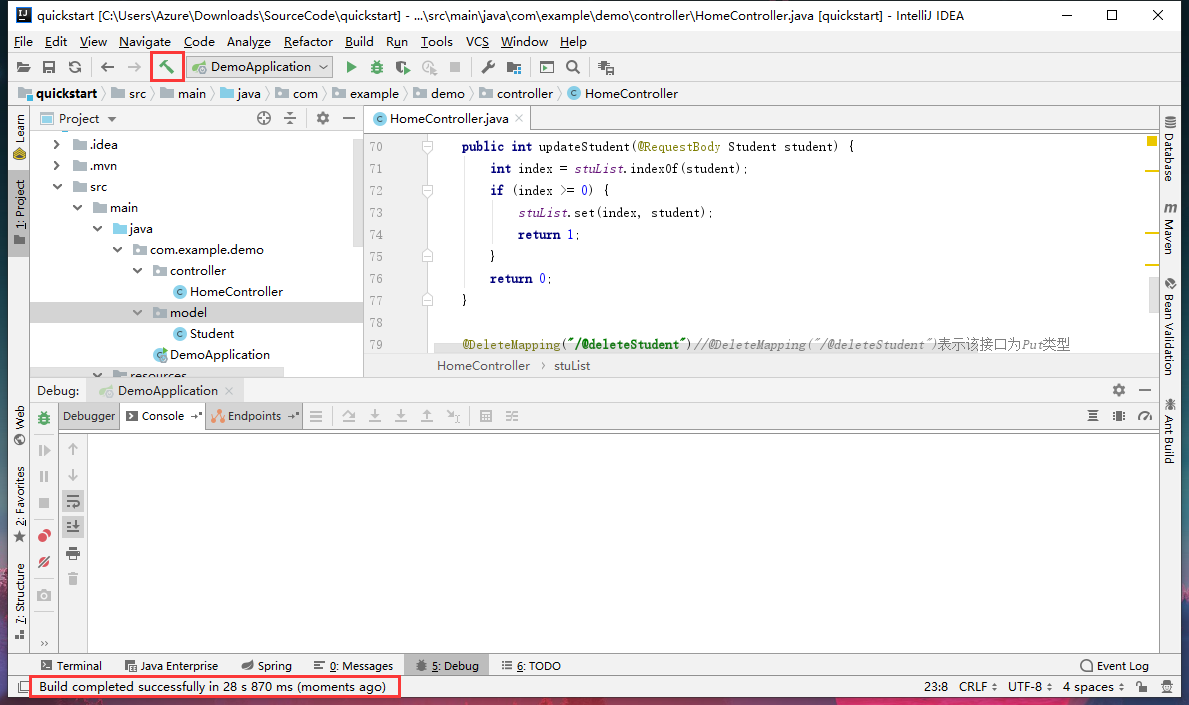 quickstart [C:\Users\Azure\Downloads\SourceCode\quickstart] - ...\src\main\java\com\example\demo\controller\HomeController.java [quickstart] - IntelliJ IDEA
File Edit View Navigate Code Analyze Refactor Build Run Tools VCS Window Help
DemoApplication
quickstart src main java com example demo controller HomeController
Learn
1: Project
Web
2: Favorites
7: Structure
Project
.idea
.mvn
src
main
java
com.example.demo
controller
HomeController
model
Student
DemoApplication
resources
HomeController.java
70 public int updateStudent(@RequestBody Student student) {
71 int index = stuList.indexOf(student);
72 if (index >= 0) {
73 stuList.set(index, student);
74 return 1;
75 }
76 return 0;
77 }
78
79 @DeleteMapping("/@deleteStudent")//@DeleteMapping("/@deleteStudent")表示该接口为Put类型
HomeController › stuList
Database
Maven
Bean Validation
Ant Build
Debug: DemoApplication
Debugger Console Endpoints
Terminal Java Enterprise Spring 0: Messages 5: Debug 6: TODO Event Log
Build completed successfully in 28 s 870 ms (moments ago) 23:8 CRLF UTF-8 4 spaces